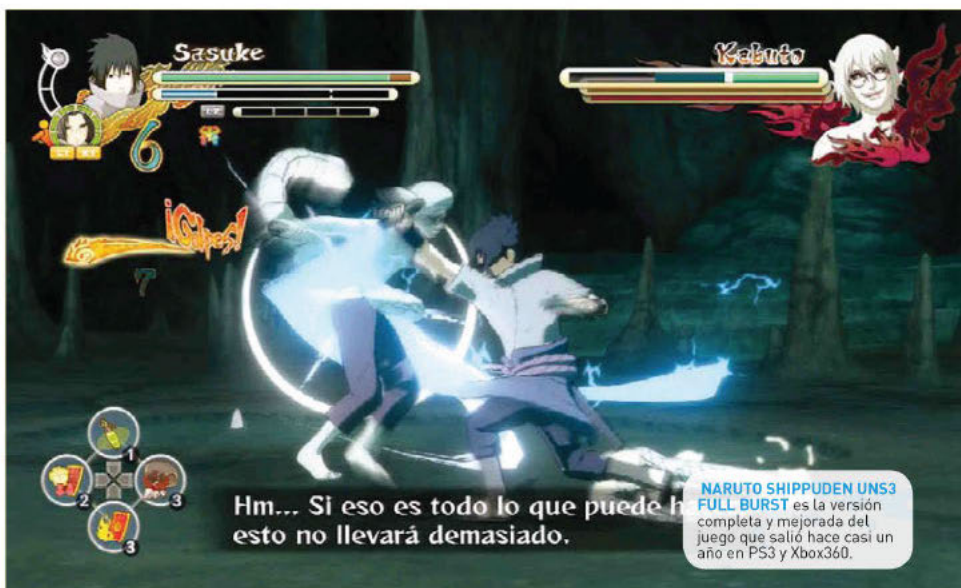 Sasuke
Kabuto
6
LT RT
¡Golpes!
7
1
2
3
3
Hm... Si eso es todo lo que puede
esto no llevará demasiado.
NARUTO SHIPPUDEN UNS3
FULL BURST es la versión
completa y mejorada del
juego que salió hace casi un
año en PS3 y Xbox360.